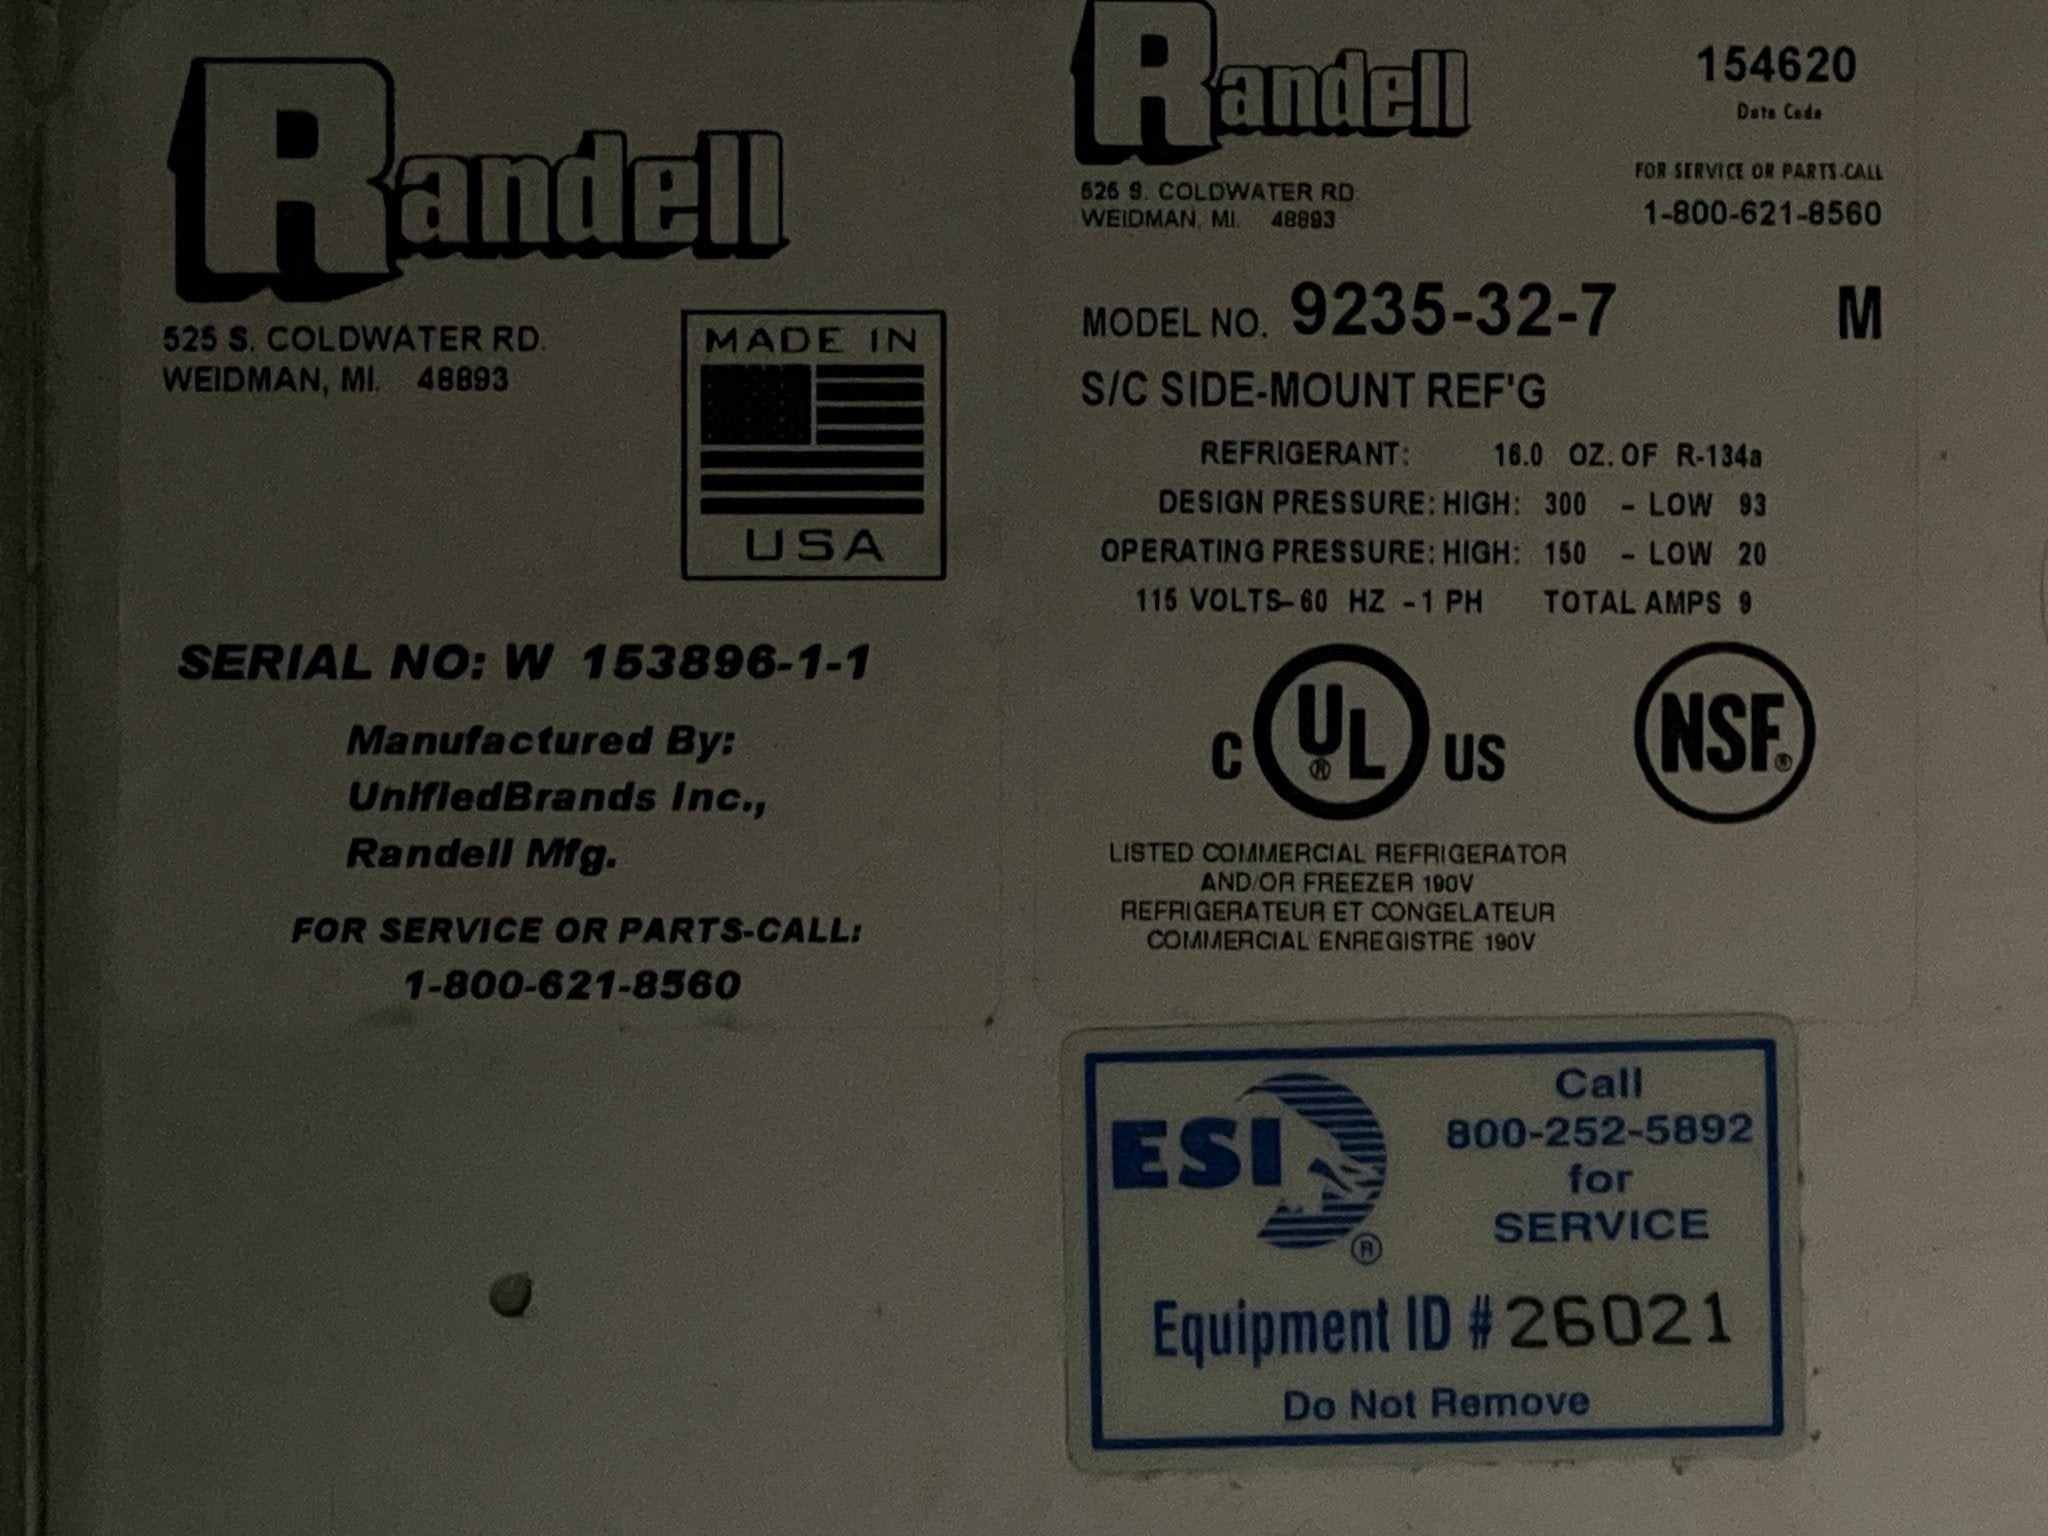 Randell
525 S. COLDWATER RD.
WEIDMAN, MI. 48893
MADE IN
USA
SERIAL NO: W 153896-1-1
Manufactured By:
UnifiedBrands Inc.,
Randell Mfg.
FOR SERVICE OR PARTS-CALL:
1-800-621-8560
Randell
525 S. COLDWATER RD.
WEIDMAN, MI. 48893
154620
Date Code
FOR SERVICE OR PARTS-CALL
1-800-621-8560
MODEL NO. 9235-32-7 M
S/C SIDE-MOUNT REF'G
REFRIGERANT: 16.0 OZ. OF R-134a
DESIGN PRESSURE: HIGH: 300 - LOW 93
OPERATING PRESSURE: HIGH: 150 - LOW 20
115 VOLTS-60 HZ -1 PH TOTAL AMPS 9
C UL® US NSF®
LISTED COMMERCIAL REFRIGERATOR
AND/OR FREEZER 190V
REFRIGERATEUR ET CONGELATEUR
COMMERCIAL ENREGISTRE 190V
ESI®
Call
800-252-5892
for
SERVICE
Equipment ID # 26021
Do Not Remove